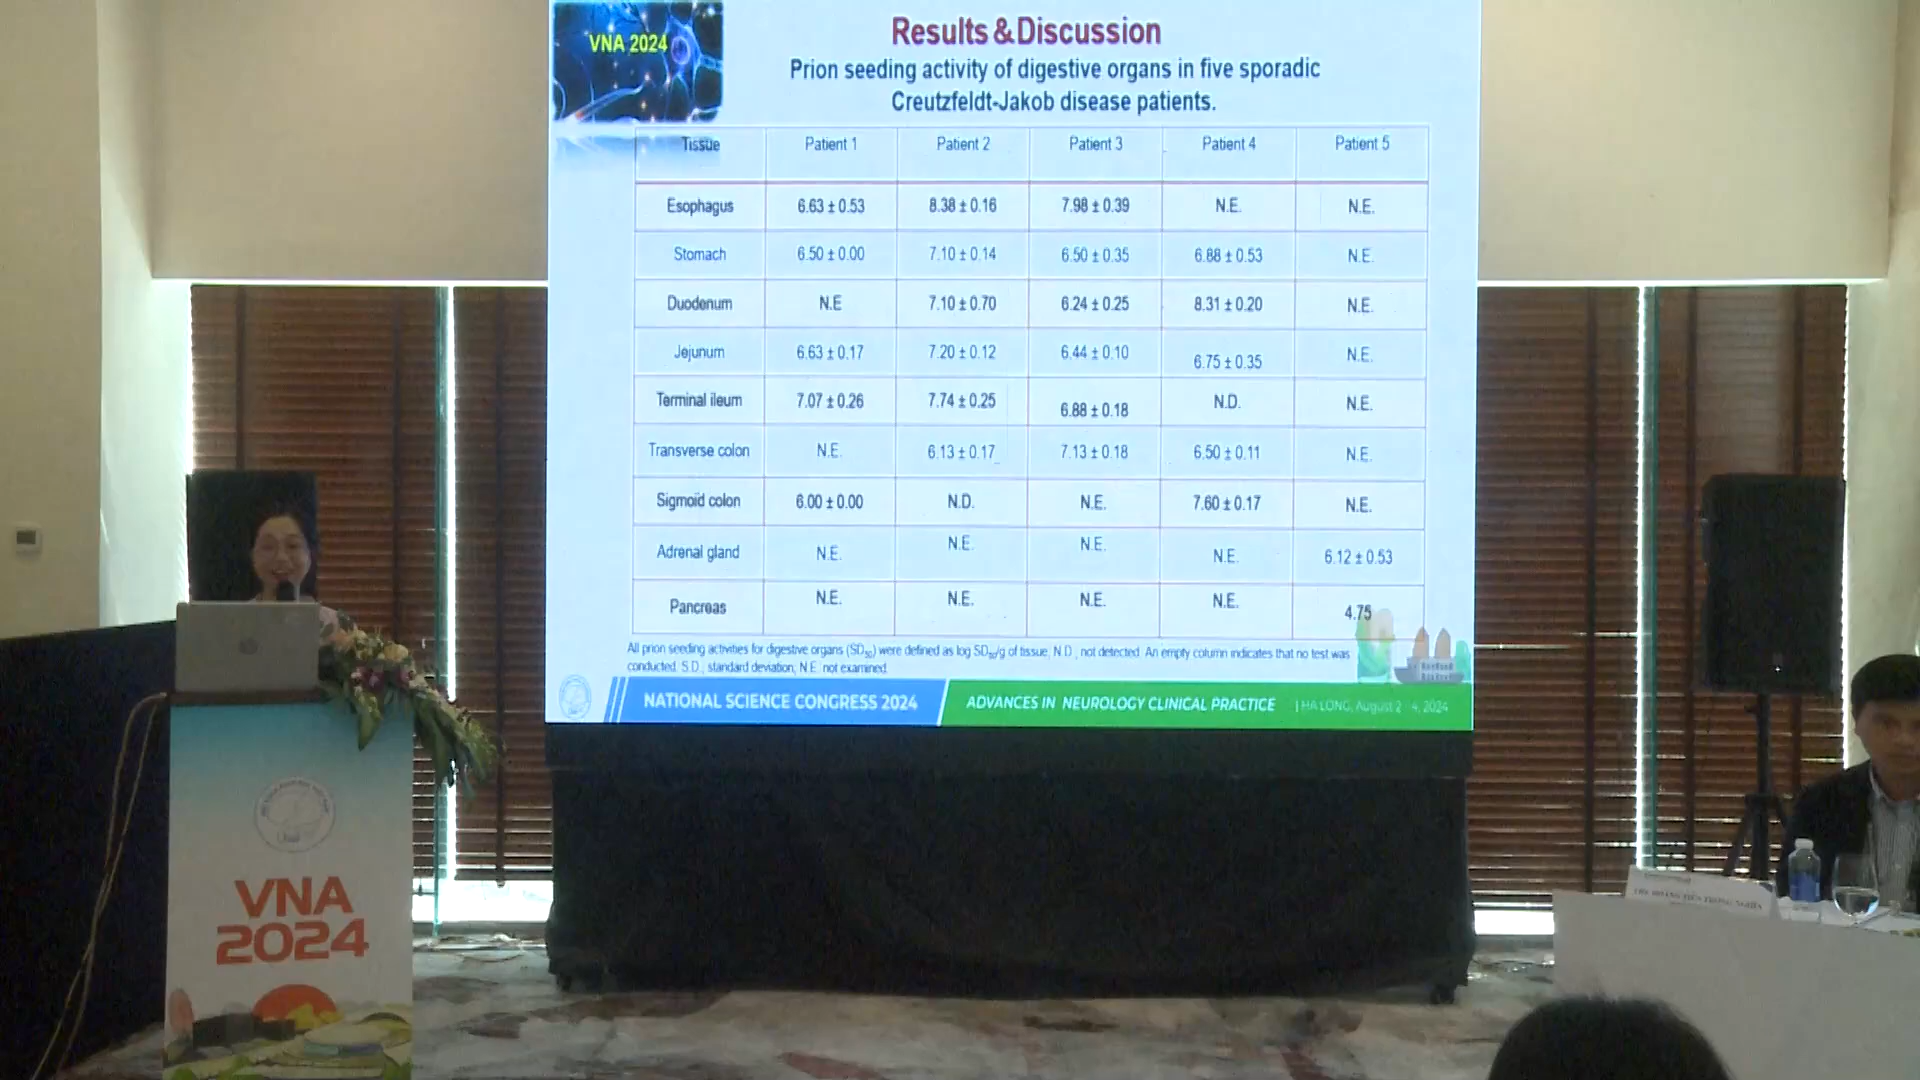 VNA 2024
Results & Discussion
Prion seeding activity of digestive organs in five sporadic
Creutzfeldt-Jakob disease patients.
Tissue Patient 1 Patient 2 Patient 3 Patient 4 Patient 5
Esophagus 6.63 ± 0.53 8.38 ± 0.16 7.98 ± 0.39 N.E. N.E.
Stomach 6.50 ± 0.00 7.10 ± 0.14 6.50 ± 0.35 6.88 ± 0.53 N.E.
Duodenum N.E 7.10 ± 0.70 6.24 ± 0.25 8.31 ± 0.20 N.E.
Jejunum 6.63 ± 0.17 7.20 ± 0.12 6.44 ± 0.10 6.75 ± 0.35 N.E.
Terminal ileum 7.07 ± 0.26 7.74 ± 0.25 6.88 ± 0.18 N.D. N.E.
Transverse colon N.E. 6.13 ± 0.17 7.13 ± 0.18 6.50 ± 0.11 N.E.
Sigmoid colon 6.00 ± 0.00 N.D. N.E. 7.60 ± 0.17 N.E.
Adrenal gland N.E. N.E. N.E. N.E. 6.12 ± 0.53
Pancreas N.E. N.E. N.E. N.E. 4.75
All prion seeding activities for digestive organs (SD₅₀) were defined as log SD₅₀/g of tissue; N.D., not detected. An empty column indicates that no test was
conducted. S.D., standard deviation; N.E. not examined.
NATIONAL SCIENCE CONGRESS 2024
ADVANCES IN NEUROLOGY CLINICAL PRACTICE
| HA LONG, August 2 - 4, 2024
VNA
2024